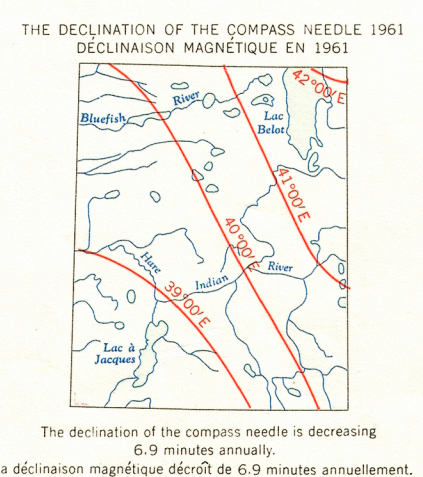 THE DECLINATION OF THE COMPASS NEEDLE 1961
DÉCLINAISON MAGNÉTIQUE EN 1961
42°00'E
River
Bluefish
Lac
Belot
41°00'E
40°00'E
Hare
Indian
River
39°00'E
Lac à
Jacques
The declination of the compass needle is decreasing
6.9 minutes annually.
a déclinaison magnétique décroît de 6.9 minutes annuellement.